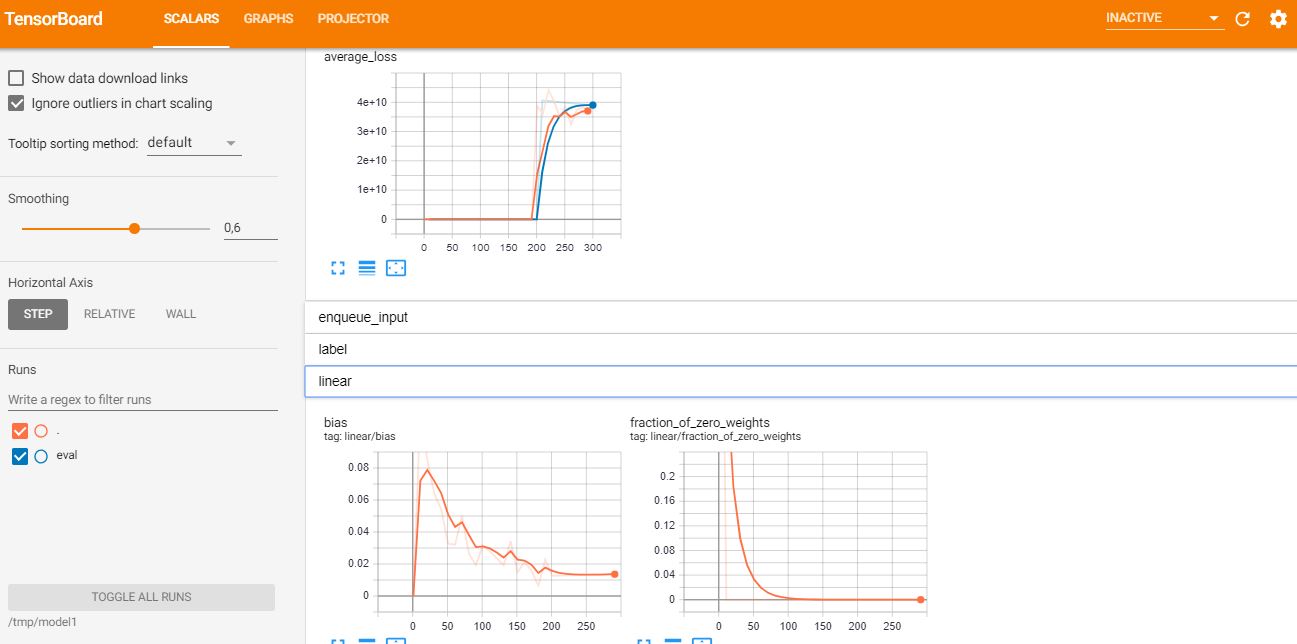 TensorBoard SCALARS GRAPHS PROJECTOR INACTIVE
Show data download links
Ignore outliers in chart scaling
Tooltip sorting method: default
Smoothing
0,6
Horizontal Axis
STEP RELATIVE WALL
Runs
Write a regex to filter runs
.
eval
TOGGLE ALL RUNS
/tmp/model1
average_loss
4e+10
3e+10
2e+10
1e+10
0
0 50 100 150 200 250 300
enqueue_input
label
linear
bias
tag: linear/bias
0.08
0.06
0.04
0.02
0
0 50 100 150 200 250
fraction_of_zero_weights
tag: linear/fraction_of_zero_weights
0.2
0.16
0.12
0.08
0.04
0
0 50 100 150 200 250